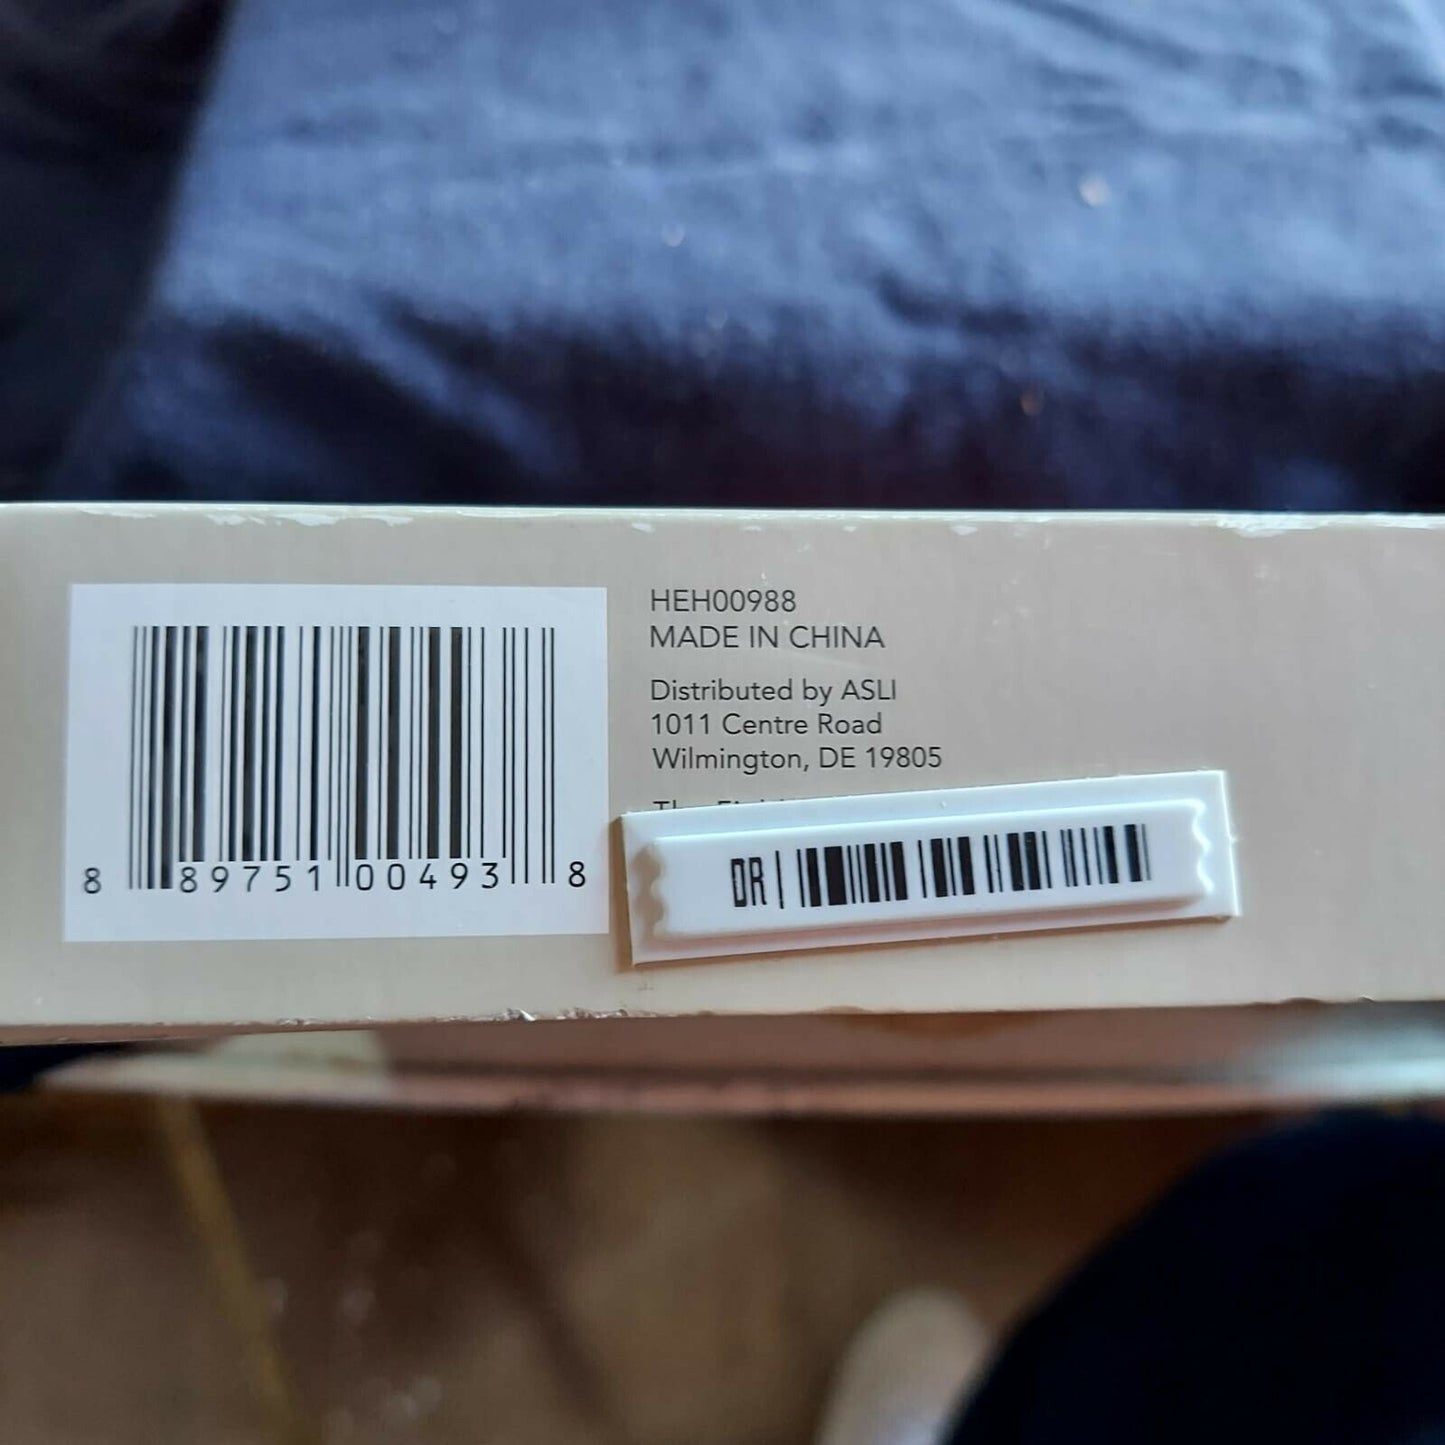 HEH00988
MADE IN CHINA
Distributed by ASLI
1011 Centre Road
Wilmington, DE 19805
8 89751 00493 8
DR